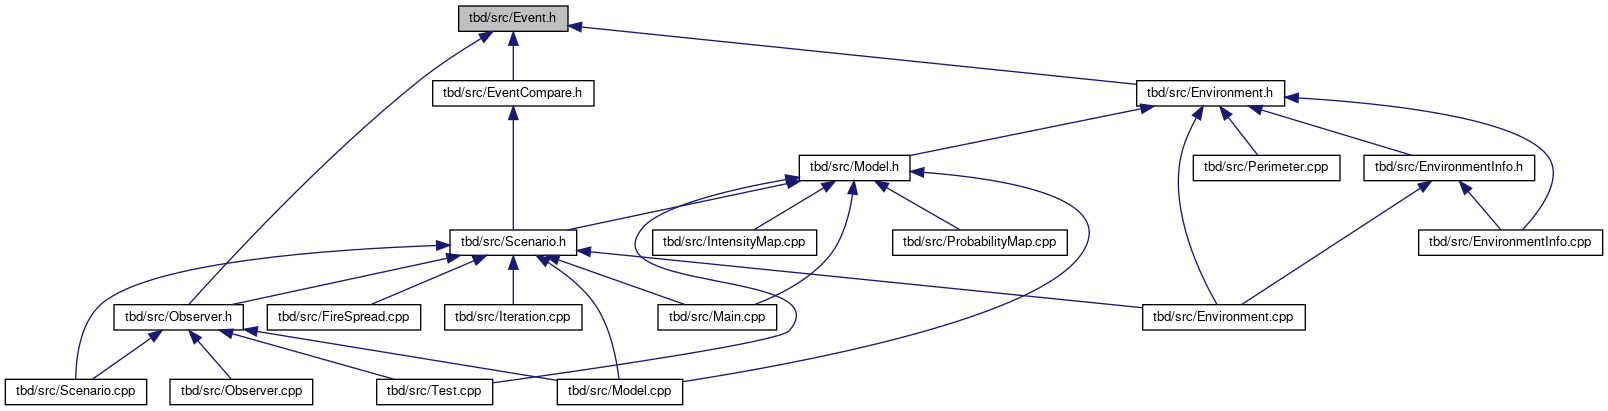 tbd/src/Event.h
tbd/src/EventCompare.h
tbd/src/Environment.h
tbd/src/Model.h
tbd/src/Perimeter.cpp
tbd/src/EnvironmentInfo.h
tbd/src/Scenario.h
tbd/src/IntensityMap.cpp
tbd/src/ProbabilityMap.cpp
tbd/src/EnvironmentInfo.cpp
tbd/src/Observer.h
tbd/src/FireSpread.cpp
tbd/src/Iteration.cpp
tbd/src/Main.cpp
tbd/src/Environment.cpp
tbd/src/Scenario.cpp
tbd/src/Observer.cpp
tbd/src/Test.cpp
tbd/src/Model.cpp